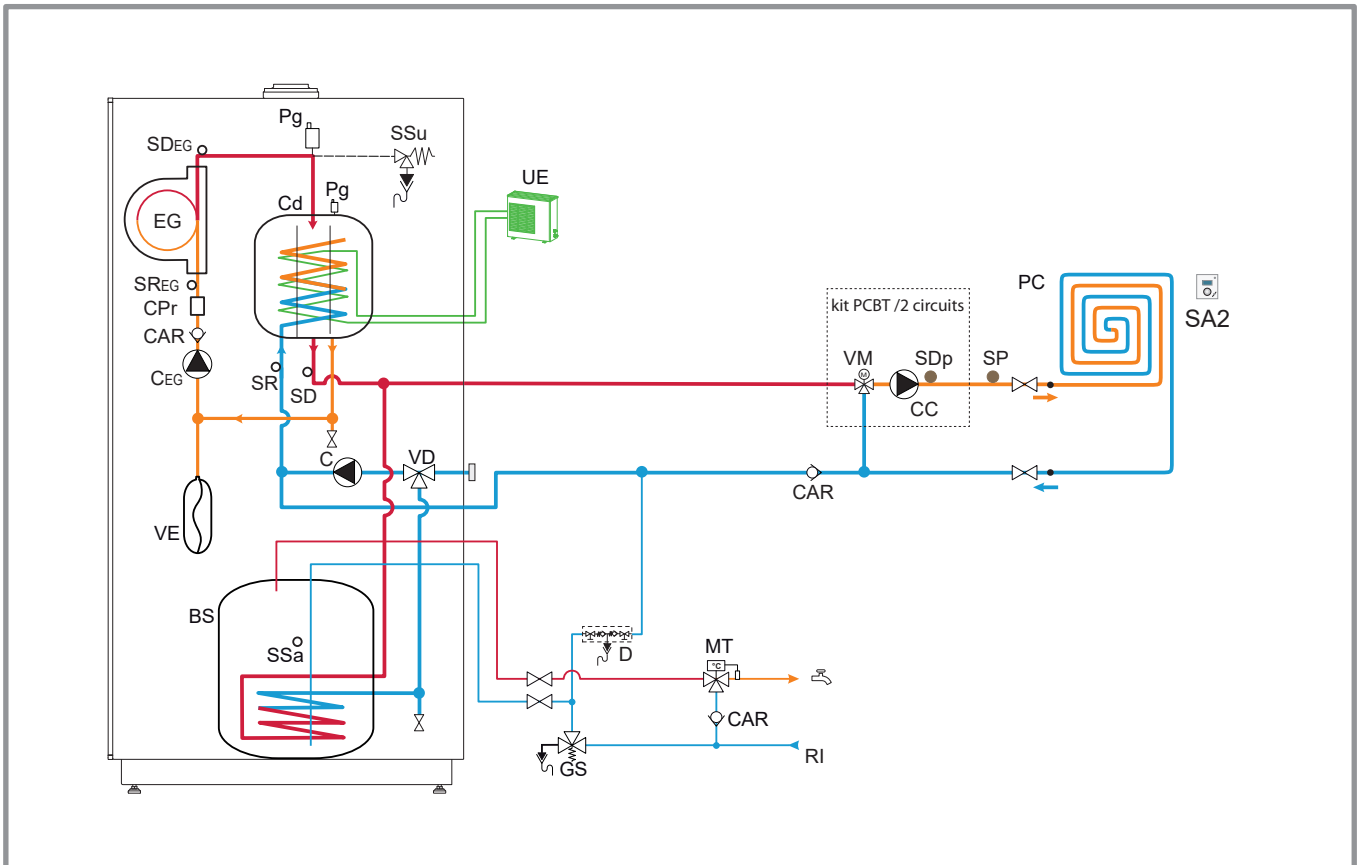 Pg
SDEG
SSu
UE
Cd
Pg
EG
SREG
CPr
CAR
CEG
SR
SD
PC
SA2
kit PCBT /2 circuits
VM
M
SDp
SP
CC
C
VD
CAR
VE
BS
SSa
D
MT
°C
CAR
GS
RI